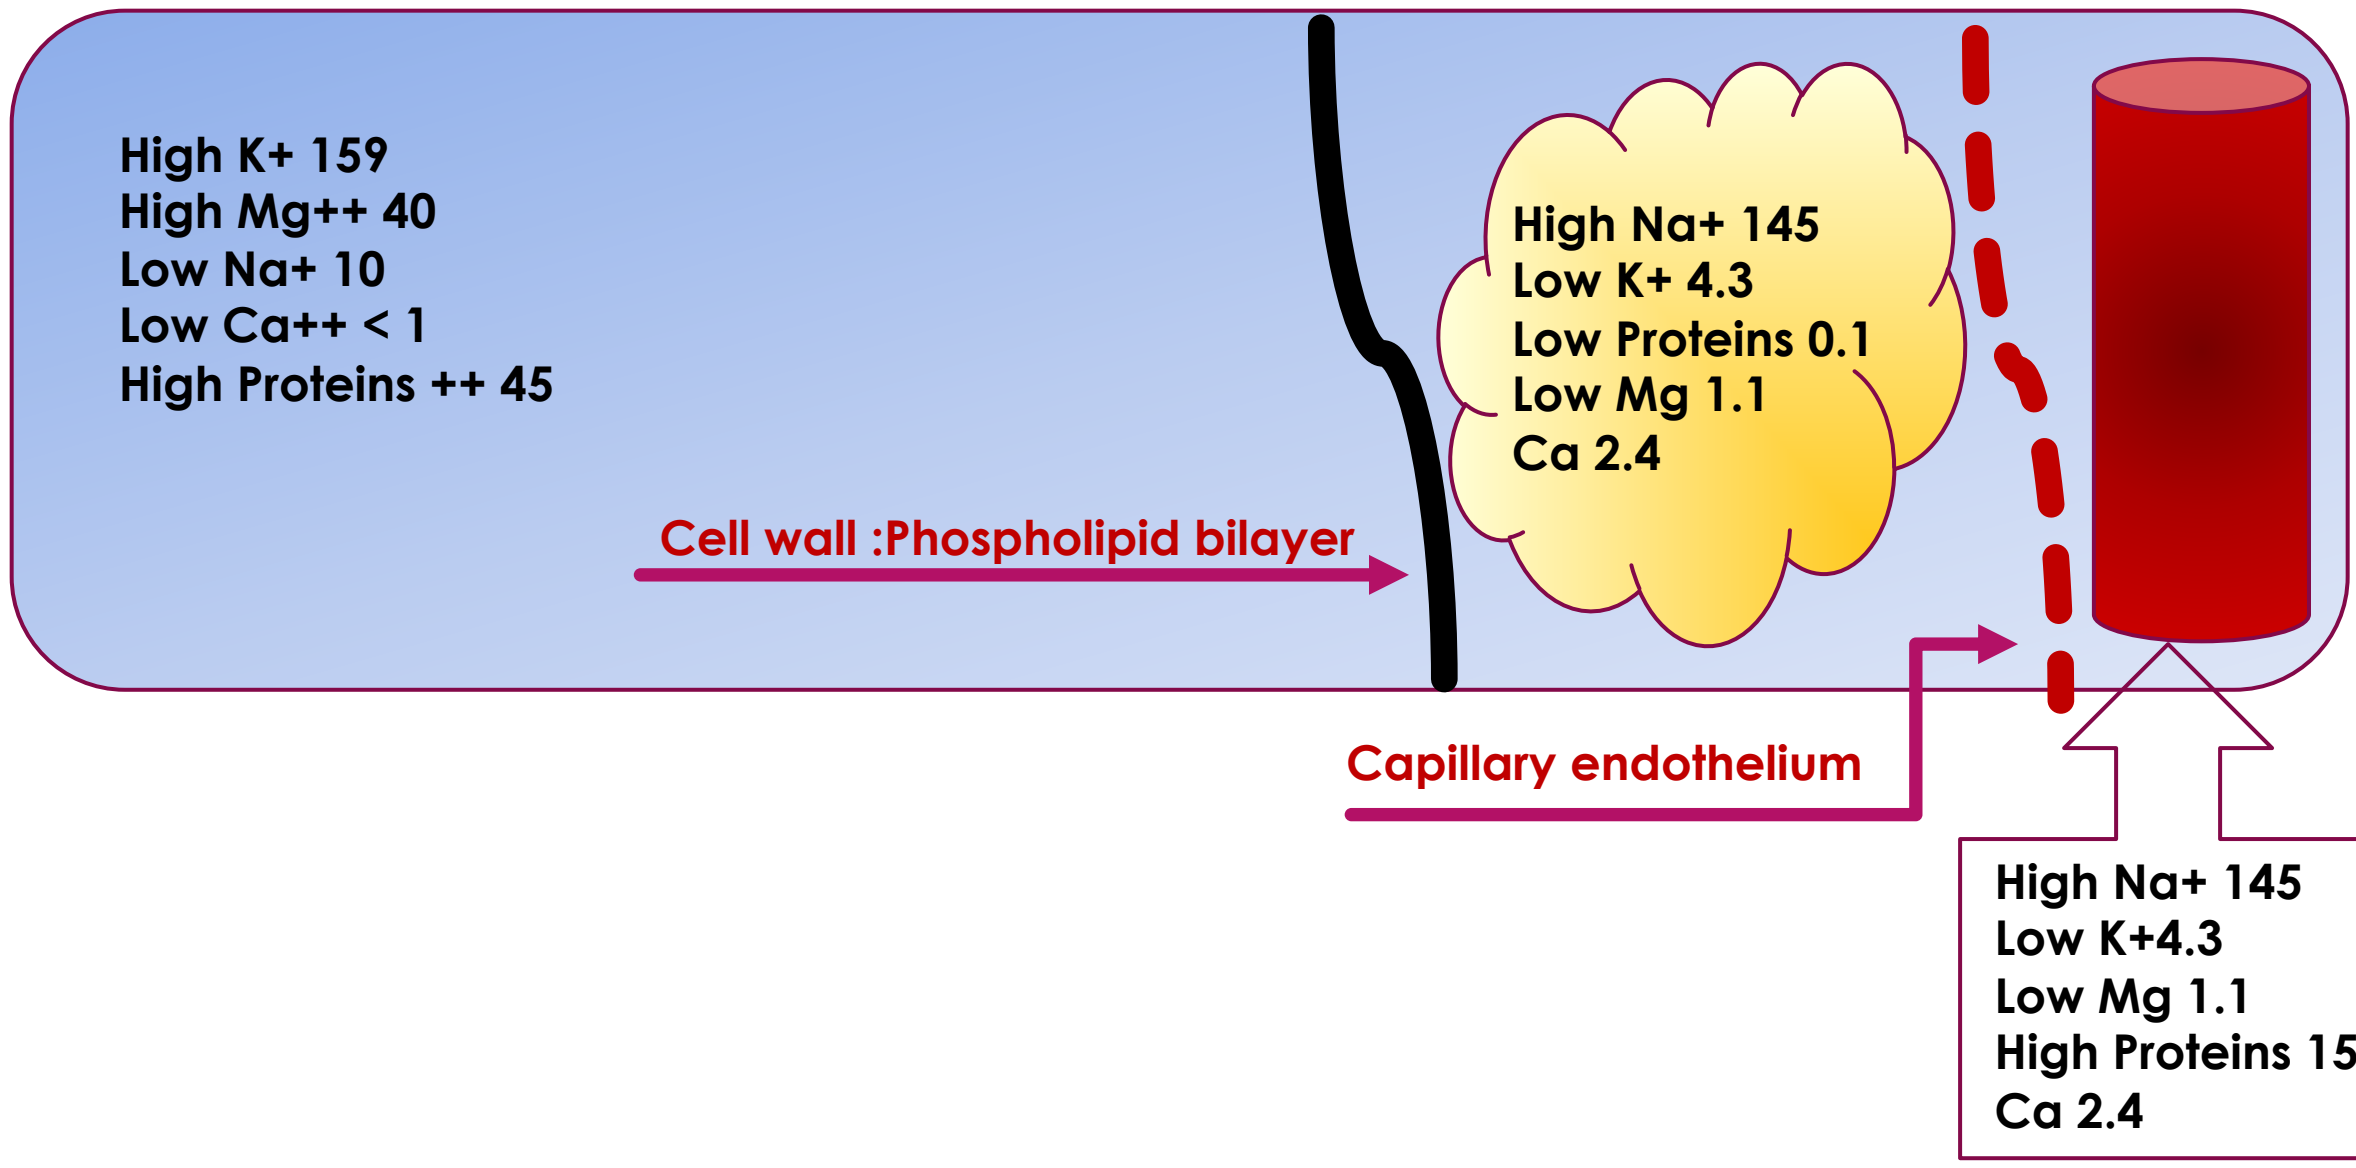 High K+ 159
High Mg++ 40
Low Na+ 10
Low Ca++ < 1
High Proteins ++ 45
Cell wall :Phospholipid bilayer
High Na+ 145
Low K+ 4.3
Low Proteins 0.1
Low Mg 1.1
Ca 2.4
Capillary endothelium
High Na+ 145
Low K+4.3
Low Mg 1.1
High Proteins 15
Ca 2.4